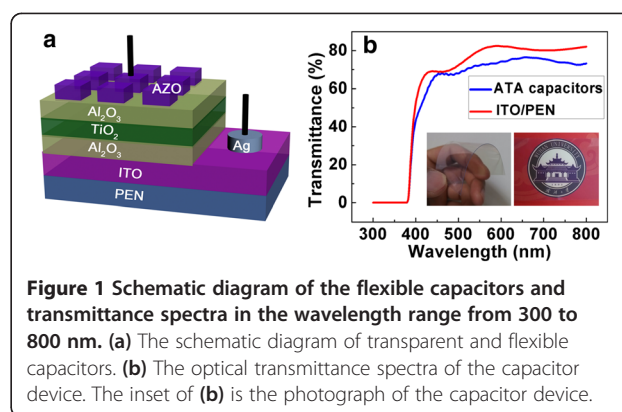 a
AZO
Al2O3
TiO2
Al2O3
Ag
ITO
PEN
b
Transmittance (%)
80
60
40
20
0
ATA capacitors
ITO/PEN
300 400 500 600 700 800
Wavelength (nm)
Figure 1 Schematic diagram of the flexible capacitors and
transmittance spectra in the wavelength range from 300 to
800 nm. (a) The schematic diagram of transparent and flexible
capacitors. (b) The optical transmittance spectra of the capacitor
device. The inset of (b) is the photograph of the capacitor device.